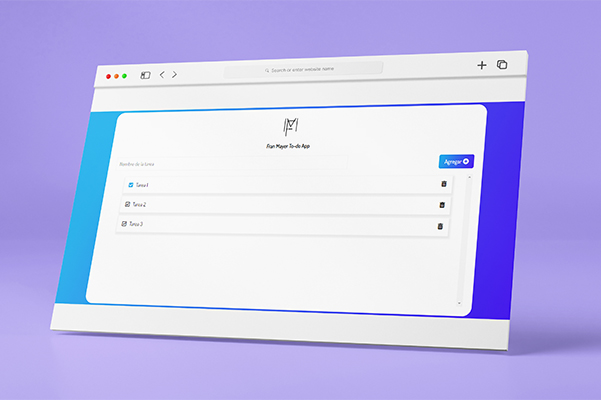 Search or enter website name
Fran Mayer To-do App
Nombre de la tarea
Agregar
Tarea 1
Tarea 2
Tarea 3